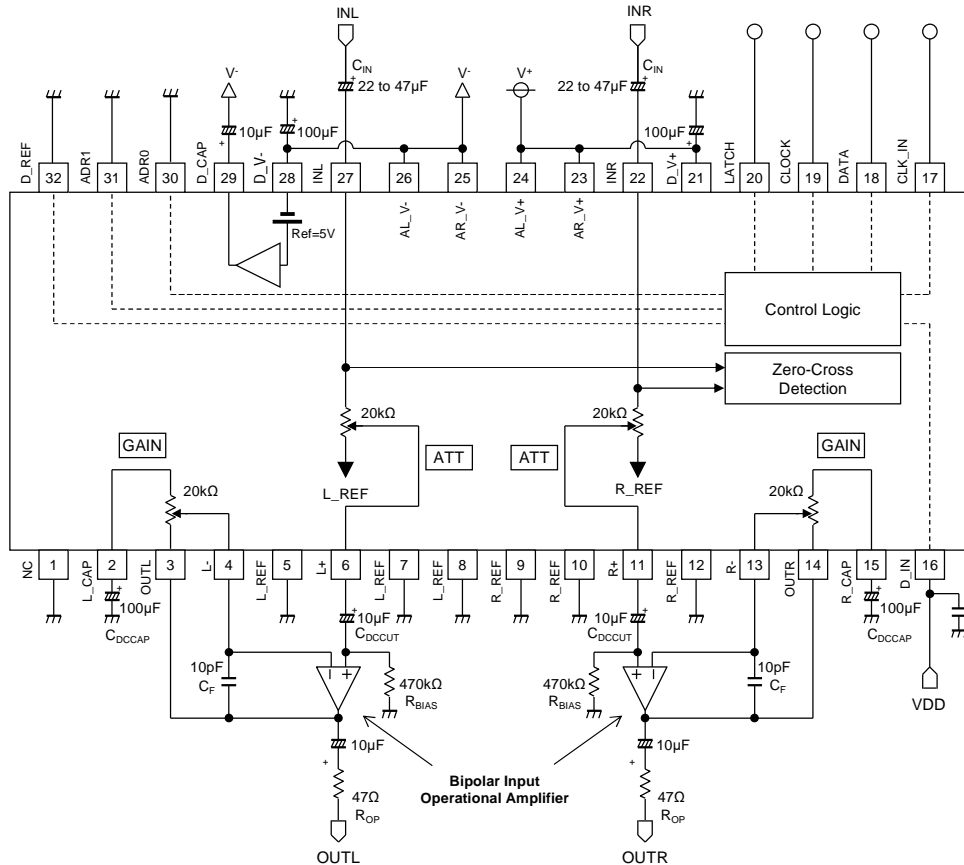 INL
INR
C_IN
22 to 47µF
C_IN
22 to 47µF
V-
V-
V+
10µF
+
100µF
+
+
+
100µF
+
D_REF
ADR1
ADR0
D_CAP
D_V-
INL
INR
D_V+
LATCH
CLOCK
DATA
CLK_IN
32
31
30
29
28
27
26
25
24
23
22
21
20
19
18
17
AL_V-
AR_V-
AL_V+
AR_V+
Ref=5V
Control Logic
Zero-Cross
Detection
20kΩ
20kΩ
GAIN
ATT
ATT
GAIN
L_REF
R_REF
20kΩ
20kΩ
NC
L_CAP
OUTL
L-
L_REF
L+
L_REF
L_REF
R_REF
R_REF
R+
R_REF
R-
OUTR
R_CAP
D_IN
1
2
3
4
5
6
7
8
9
10
11
12
13
14
15
16
+
100µF
C_DCCAP
+
10µF
C_DCCUT
+
10µF
C_DCCUT
+
100µF
C_DCCAP
10pF
C_F
470kΩ
R_BIAS
470kΩ
R_BIAS
10pF
C_F
VDD
10µF
+
10µF
+
Bipolar Input
Operational Amplifier
47Ω
R_OP
47Ω
R_OP
OUTL
OUTR